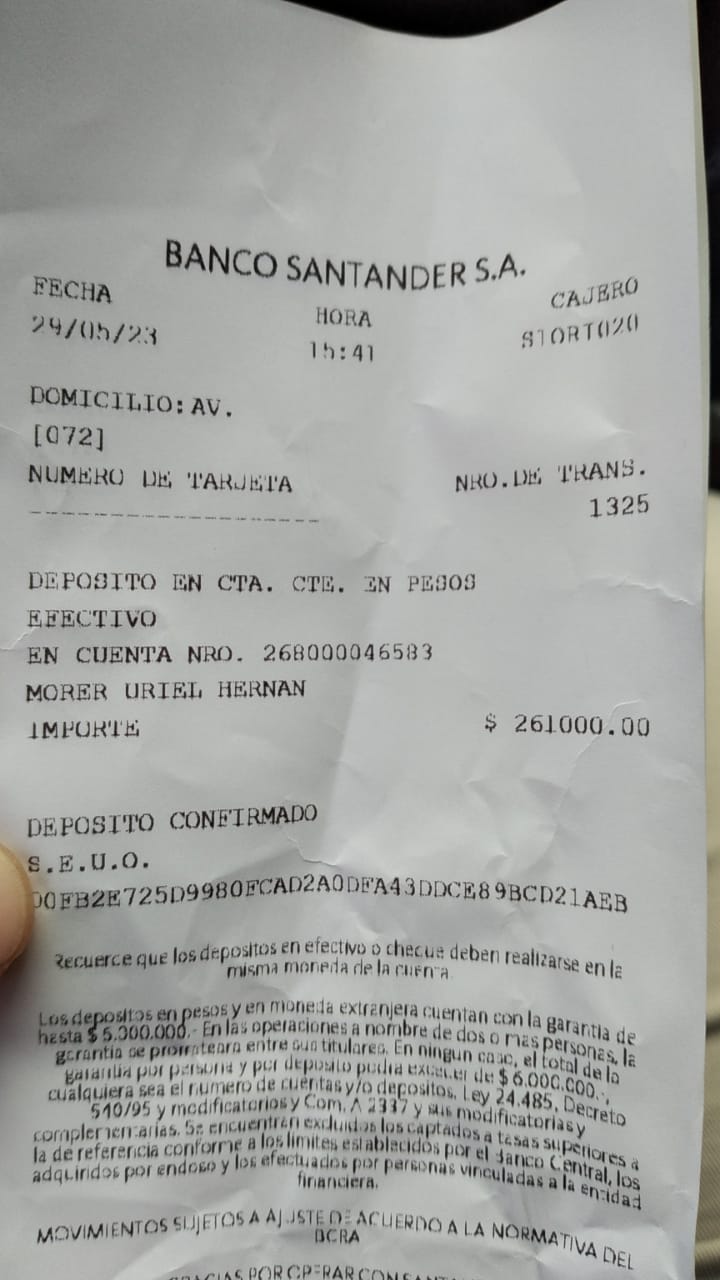 BANCO SANTANDER S.A.
FECHA HORA CAJERO
29/05/23 15:41 S1ORT020
DOMICILIO: AV.
[072]
NUMERO DE TARJETA NRO.DE TRANS.
1325
DEPOSITO EN CTA. CTE. EN PESOS
EFECTIVO
EN CUENTA NRO. 268000046583
MORER URIEL HERNAN
IMPORTE $ 261000.00
DEPOSITO CONFIRMADO
S.E.U.O.
00FB2E725D9980FCAD2A0DFA43DDCE89BCD21AEB
Recuerce que los depositos en efectivo o cheque deben realizarse en la
misma moneda de la cuenta
Los depositos en pesos y en moneda extranjera cuentan con la garantia de
hasta $ 5.000.000.- En las operaciones a nombre de dos o mas personas, la
garantia se prorrateara entre sus titulares. En ningun caso, el total de la
garantia por persona y por deposito podra exceder de $ 6.000.000.-,
cualquiera sea el numero de cuentas y/o depositos. Ley 24.485, Decreto
540/95 y modificatorios y Com. A 2337 y sus modificatorias y
complementarias. Se encuentran excluidos los captados a tasas superiores a
la de referencia conforme a los limites establecidos por el Banco Central, los
adquiridos por endoso y los efectuados por personas vinculadas a la entidad
financiera.
MOVIMIENTOS SUJETOS A AJUSTE DE ACUERDO A LA NORMATIVA DEL
BCRA
GRACIAS POR OPERAR CON